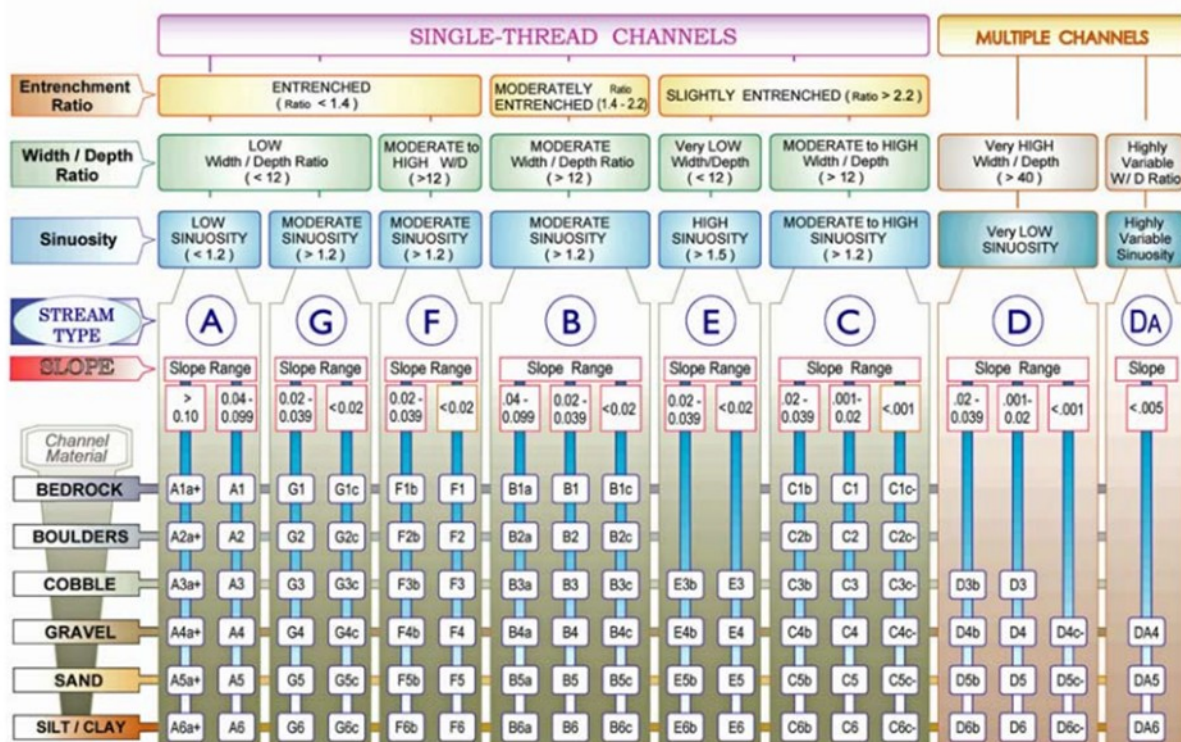 SINGLE-THREAD CHANNELS
MULTIPLE CHANNELS
Entrenchment
Ratio
ENTRENCHED
( Ratio < 1.4 )
MODERATELY Ratio
ENTRENCHED (1.4 - 2.2)
SLIGHTLY ENTRENCHED ( Ratio > 2.2 )
Width / Depth
Ratio
LOW
Width / Depth Ratio
( < 12 )
MODERATE to
HIGH W/D
( >12 )
MODERATE
Width / Depth Ratio
( > 12 )
Very LOW
Width/Depth
( < 12 )
MODERATE to HIGH
Width / Depth
( > 12 )
Very HIGH
Width / Depth
( > 40 )
Highly
Variable
W/ D Ratio
Sinuosity
LOW
SINUOSITY
( < 1.2 )
MODERATE
SINUOSITY
( > 1.2 )
MODERATE
SINUOSITY
( > 1.2 )
MODERATE
SINUOSITY
( > 1.2 )
HIGH
SINUOSITY
( > 1.5 )
MODERATE to HIGH
SINUOSITY
( > 1.2 )
Very LOW
SINUOSITY
Highly
Variable
Sinuosity
STREAM
TYPE
A G F B E C D DA
SLOPE
Slope Range Slope Range Slope Range Slope Range Slope Range Slope Range Slope Range Slope
> 0.10
0.04 - 0.099
0.02 - 0.039
<0.02
0.02 - 0.039
<0.02
.04 - 0.099
0.02 - 0.039
<0.02
0.02 - 0.039
<0.02
.02 - 0.039
.001- 0.02
<.001
.02 - 0.039
.001- 0.02
<.001
<.005
Channel
Material
BEDROCK A1a+ A1 G1 G1c F1b F1 B1a B1 B1c C1b C1 C1c-
BOULDERS A2a+ A2 G2 G2c F2b F2 B2a B2 B2c C2b C2 C2c-
COBBLE A3a+ A3 G3 G3c F3b F3 B3a B3 B3c E3b E3 C3b C3 C3c- D3b D3
GRAVEL A4a+ A4 G4 G4c F4b F4 B4a B4 B4c E4b E4 C4b C4 C4c- D4b D4 D4c- DA4
SAND A5a+ A5 G5 G5c F5b F5 B5a B5 B5c E5b E5 C5b C5 C5c- D5b D5 D5c- DA5
SILT / CLAY A6a+ A6 G6 G6c F6b F6 B6a B6 B6c E6b E6 C6b C6 C6c- D6b D6 D6c- DA6